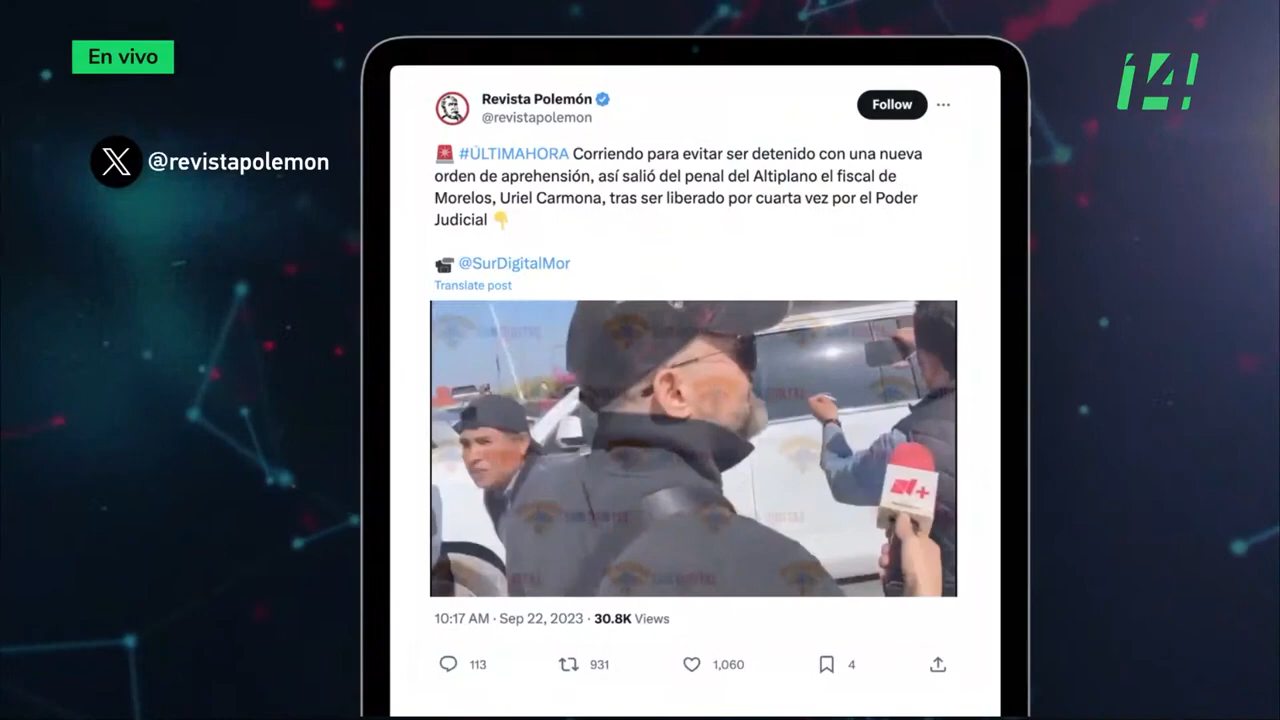 En vivo
14!
@revistapolemon
Revista Polemón
@revistapolemon
Follow
#ÚLTIMAHORA Corriendo para evitar ser detenido con una nueva
orden de aprehensión, así salió del penal del Altiplano el fiscal de
Morelos, Uriel Carmona, tras ser liberado por cuarta vez por el Poder
Judicial
@SurDigitalMor
Translate post
N+
10:17 AM · Sep 22, 2023 · 30.8K Views
113
931
1,060
4